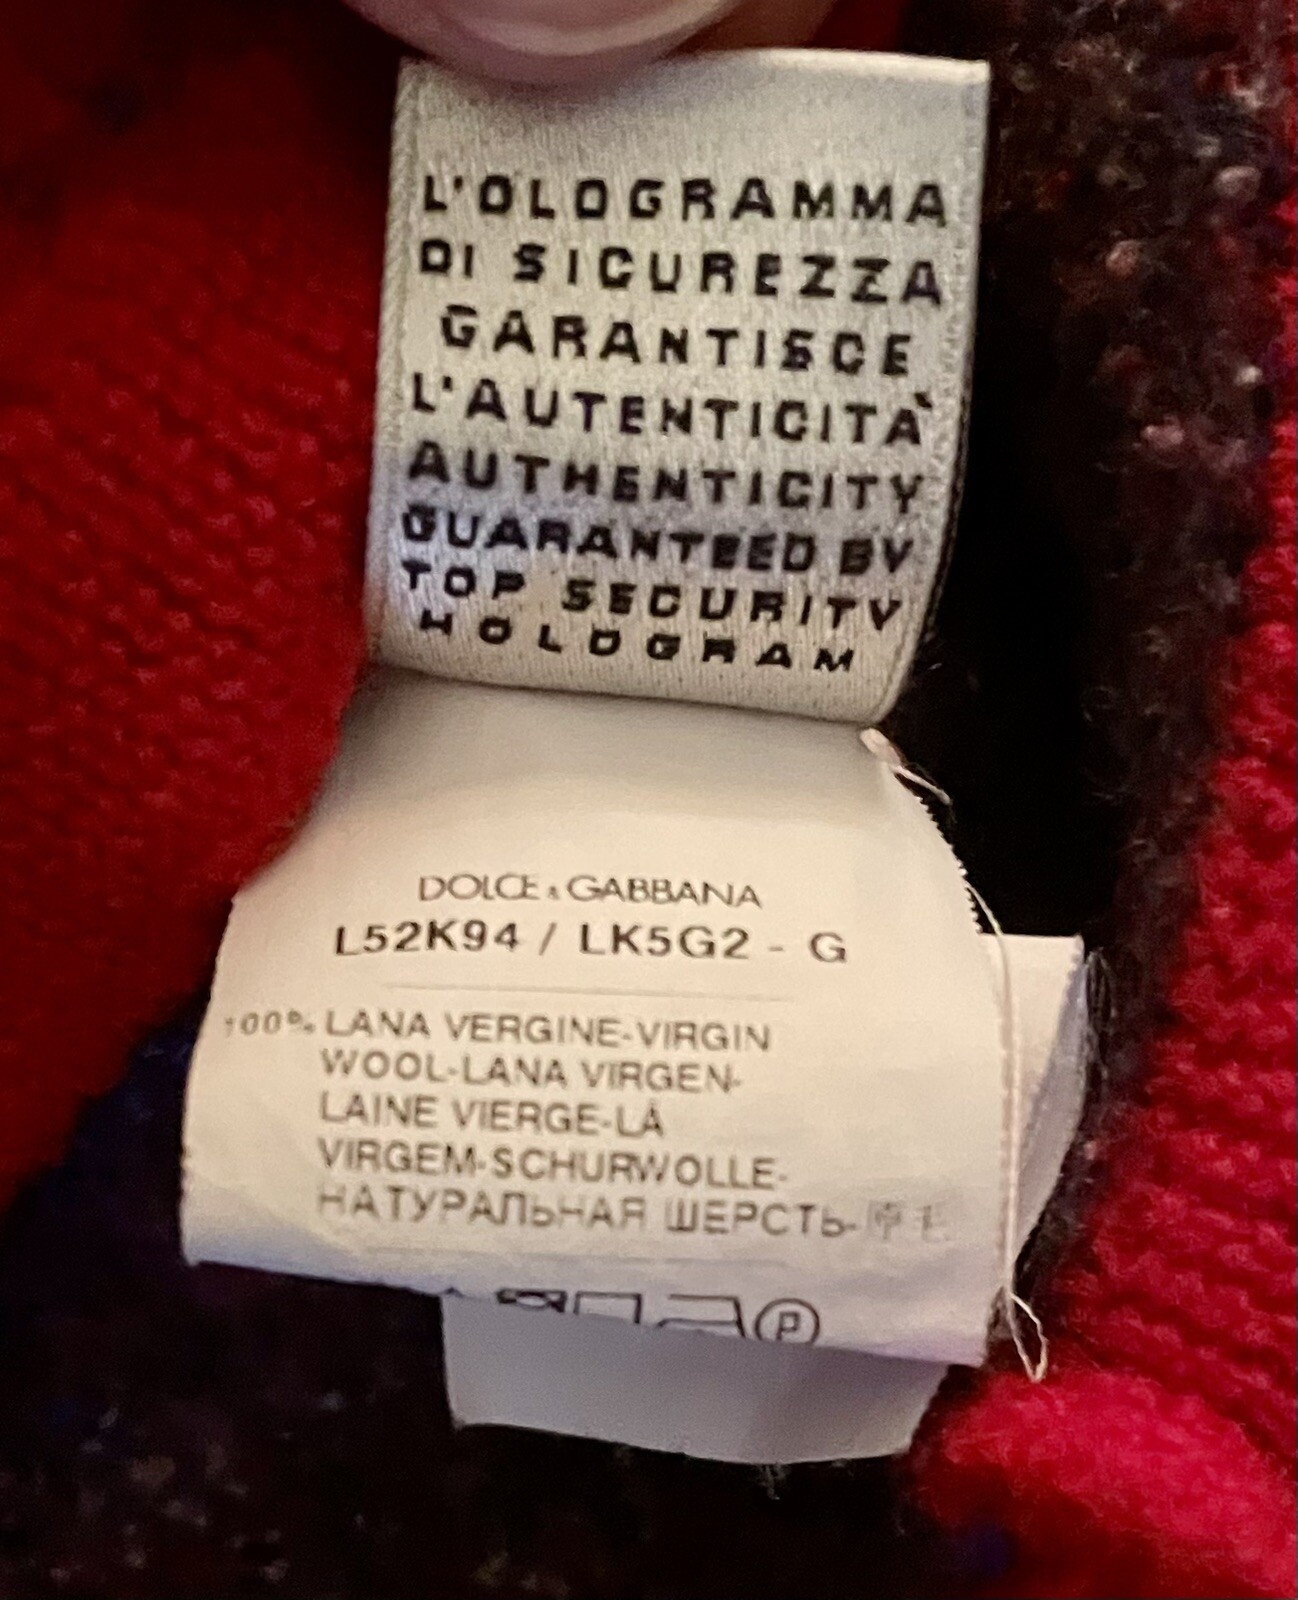 L'OLOGRAMMA
DI SICUREZZA
GARANTISCE
L'AUTENTICITÀ
AUTHENTICITY
GUARANTEED BY
TOP SECURITY
HOLOGRAM
DOLCE & GABBANA
L52K94 / LK5G2 - G
100% LANA VERGINE-VIRGIN
WOOL-LANA VIRGEN-
LAINE VIERGE-LÀ
VIRGEM-SCHURWOLLE-
НАТУРАЛЬНАЯ ШЕРСТЬ-
P